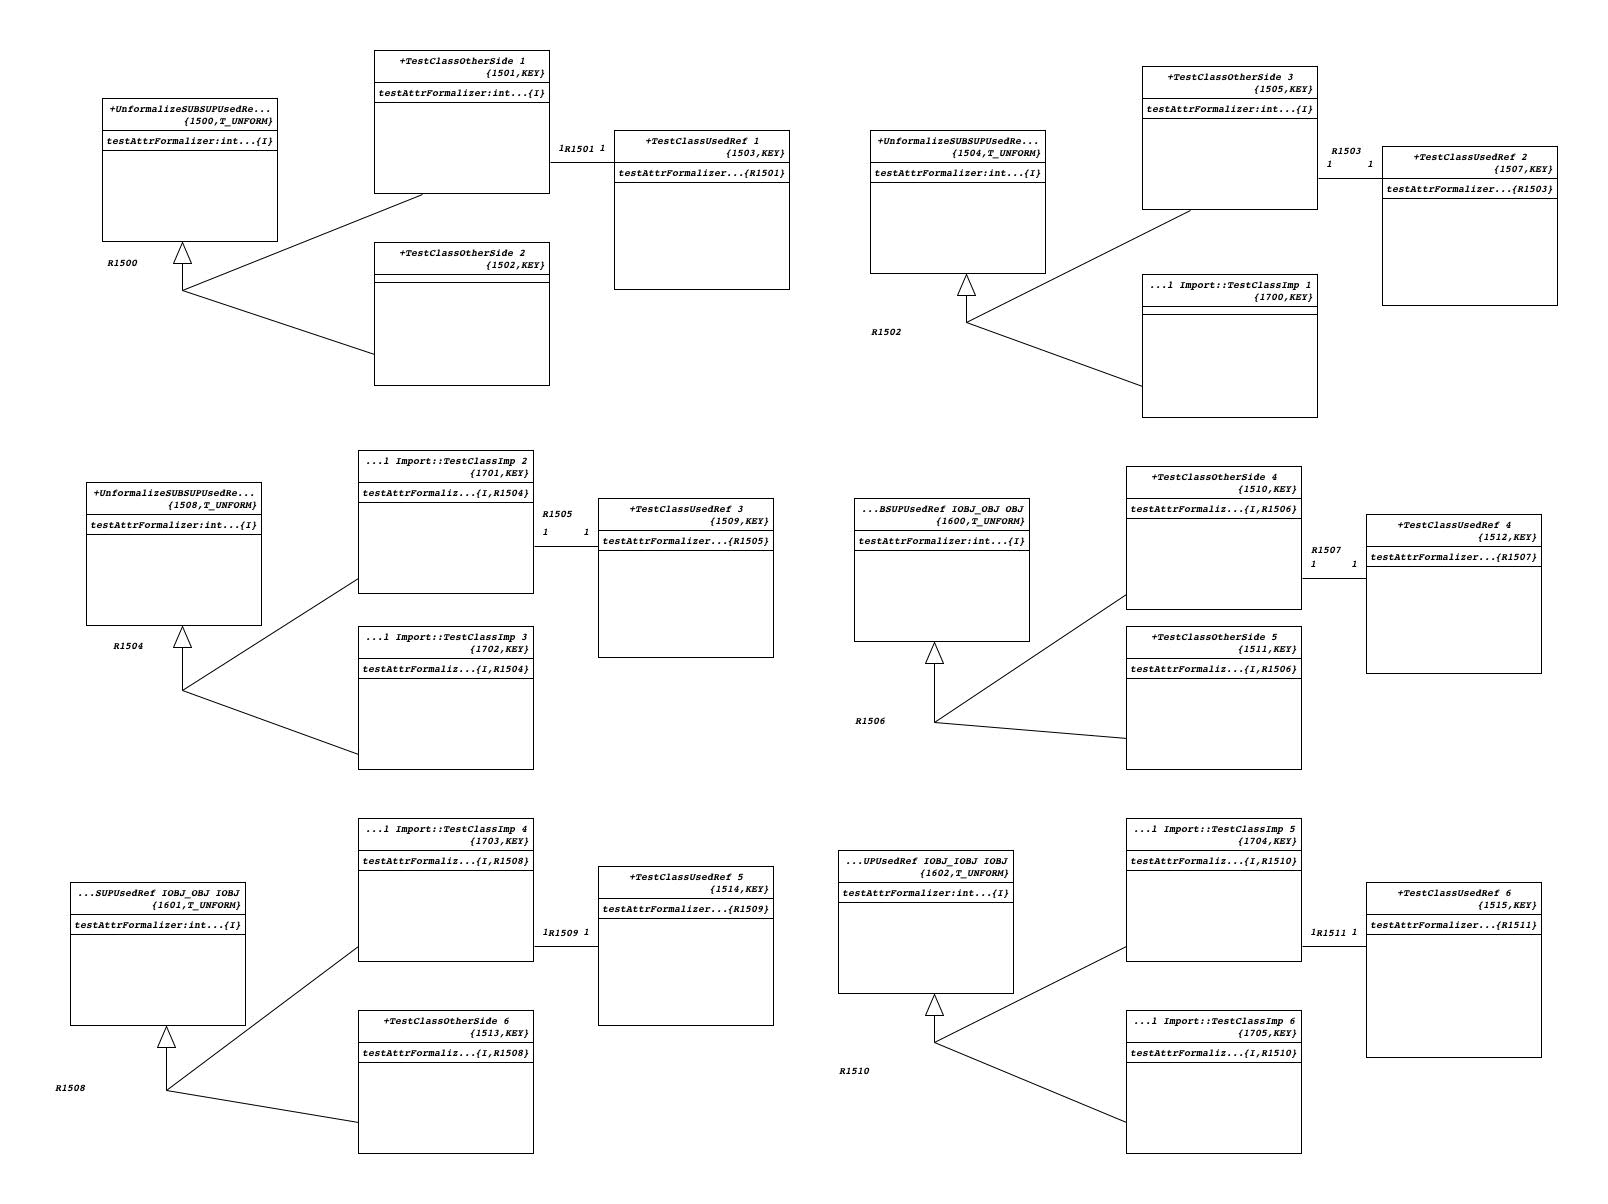 +UnformalizeSUBSUPUsedRe...
{1500,T_UNFORM}
testAttrFormalizer:int...{I}
R1500
+TestClassOtherSide 1
{1501,KEY}
testAttrFormalizer:int...{I}
1R1501 1
+TestClassUsedRef 1
{1503,KEY}
testAttrFormalizer...{R1501}
+TestClassOtherSide 2
{1502,KEY}
+UnformalizeSUBSUPUsedRe...
{1504,T_UNFORM}
testAttrFormalizer:int...{I}
R1502
+TestClassOtherSide 3
{1505,KEY}
testAttrFormalizer:int...{I}
R1503
1 1
+TestClassUsedRef 2
{1507,KEY}
testAttrFormalizer...{R1503}
...l Import::TestClassImp 1
{1700,KEY}
+UnformalizeSUBSUPUsedRe...
{1508,T_UNFORM}
testAttrFormalizer:int...{I}
R1504
...l Import::TestClassImp 2
{1701,KEY}
testAttrFormaliz...{I,R1504}
R1505
1 1
+TestClassUsedRef 3
{1509,KEY}
testAttrFormalizer...{R1505}
...l Import::TestClassImp 3
{1702,KEY}
testAttrFormaliz...{I,R1504}
...BSUPUsedRef IOBJ_OBJ OBJ
{1600,T_UNFORM}
testAttrFormalizer:int...{I}
R1506
+TestClassOtherSide 4
{1510,KEY}
testAttrFormaliz...{I,R1506}
R1507
1 1
+TestClassUsedRef 4
{1512,KEY}
testAttrFormalizer...{R1507}
+TestClassOtherSide 5
{1511,KEY}
testAttrFormaliz...{I,R1506}
...SUPUsedRef IOBJ_OBJ IOBJ
{1601,T_UNFORM}
testAttrFormalizer:int...{I}
R1508
...l Import::TestClassImp 4
{1703,KEY}
testAttrFormaliz...{I,R1508}
1R1509 1
+TestClassUsedRef 5
{1514,KEY}
testAttrFormalizer...{R1509}
+TestClassOtherSide 6
{1513,KEY}
testAttrFormaliz...{I,R1508}
...UPUsedRef IOBJ_IOBJ IOBJ
{1602,T_UNFORM}
testAttrFormalizer:int...{I}
R1510
...l Import::TestClassImp 5
{1704,KEY}
testAttrFormaliz...{I,R1510}
1R1511 1
+TestClassUsedRef 6
{1515,KEY}
testAttrFormalizer...{R1511}
...l Import::TestClassImp 6
{1705,KEY}
testAttrFormaliz...{I,R1510}